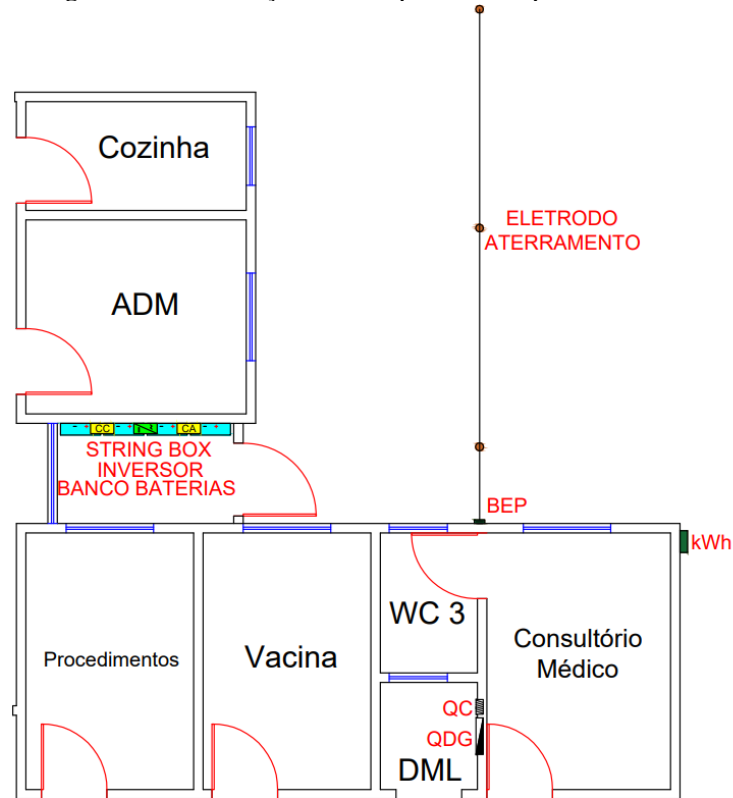 Cozinha
ELETRODO
ATERRAMENTO
ADM
- + CC - + - + CA - +
STRING BOX
INVERSOR
BANCO BATERIAS
BEP
kWh
WC 3
Procedimentos
Vacina
Consultório
Médico
QC
QDG
DML